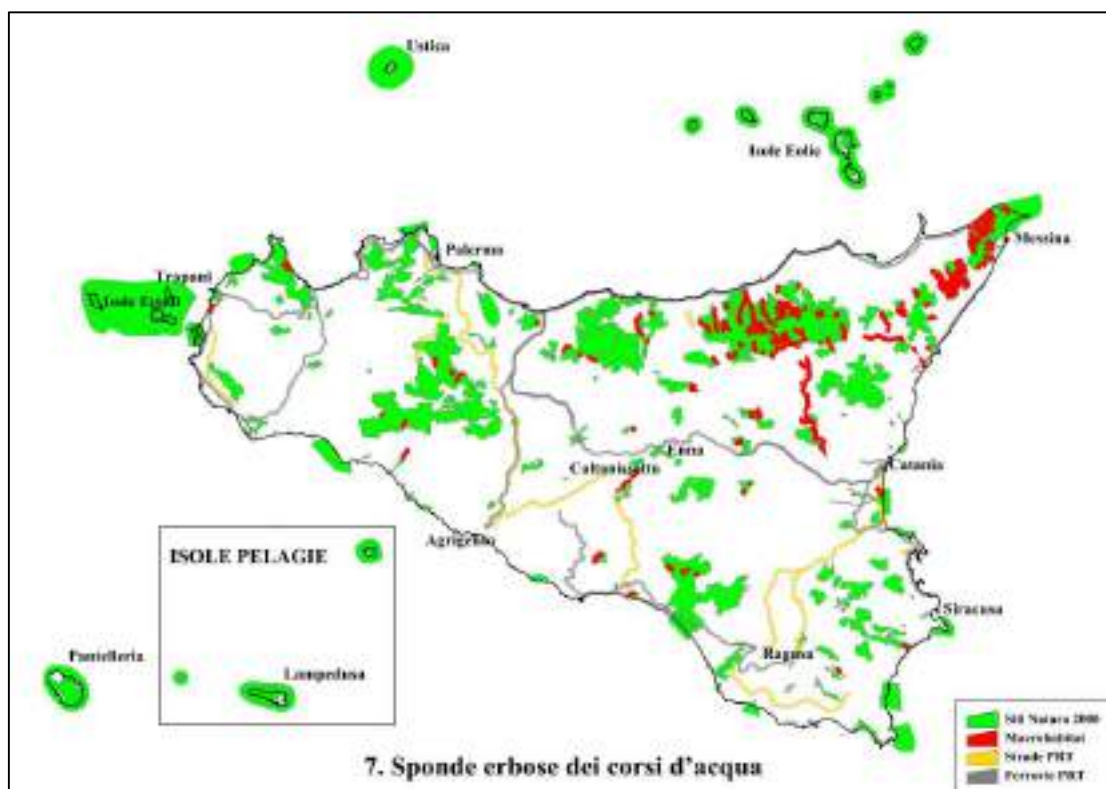 Ustica
Isole Eolie
Messina
Palermo
Trapani
Isole Egadi
Enna
Caltanissetta
Catania
Agrigento
ISOLE PELAGIE
Siracusa
Ragusa
Pantelleria
Lampedusa
Siti Natura 2000
Macrohabitat
Strade PRT
Ferrovie PRT
7. Sponde erbose dei corsi d'acqua